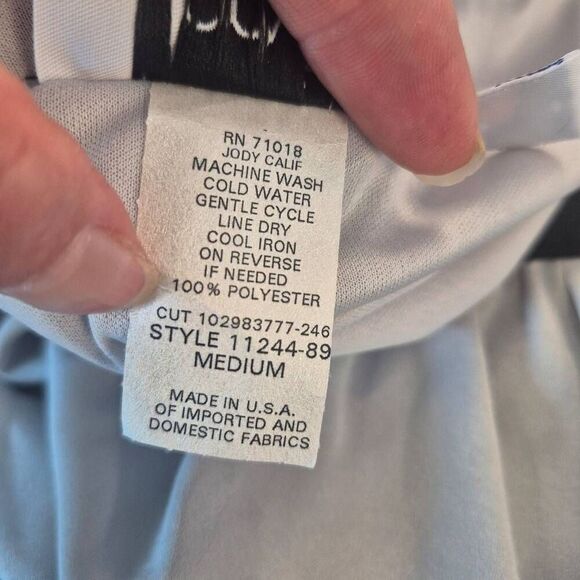 RN 71018
JODY CALIF
MACHINE WASH
COLD WATER
GENTLE CYCLE
LINE DRY
COOL IRON
ON REVERSE
IF NEEDED
100% POLYESTER
CUT 102983777-246
STYLE 11244-89
MEDIUM
MADE IN U.S.A.
OF IMPORTED AND
DOMESTIC FABRICS